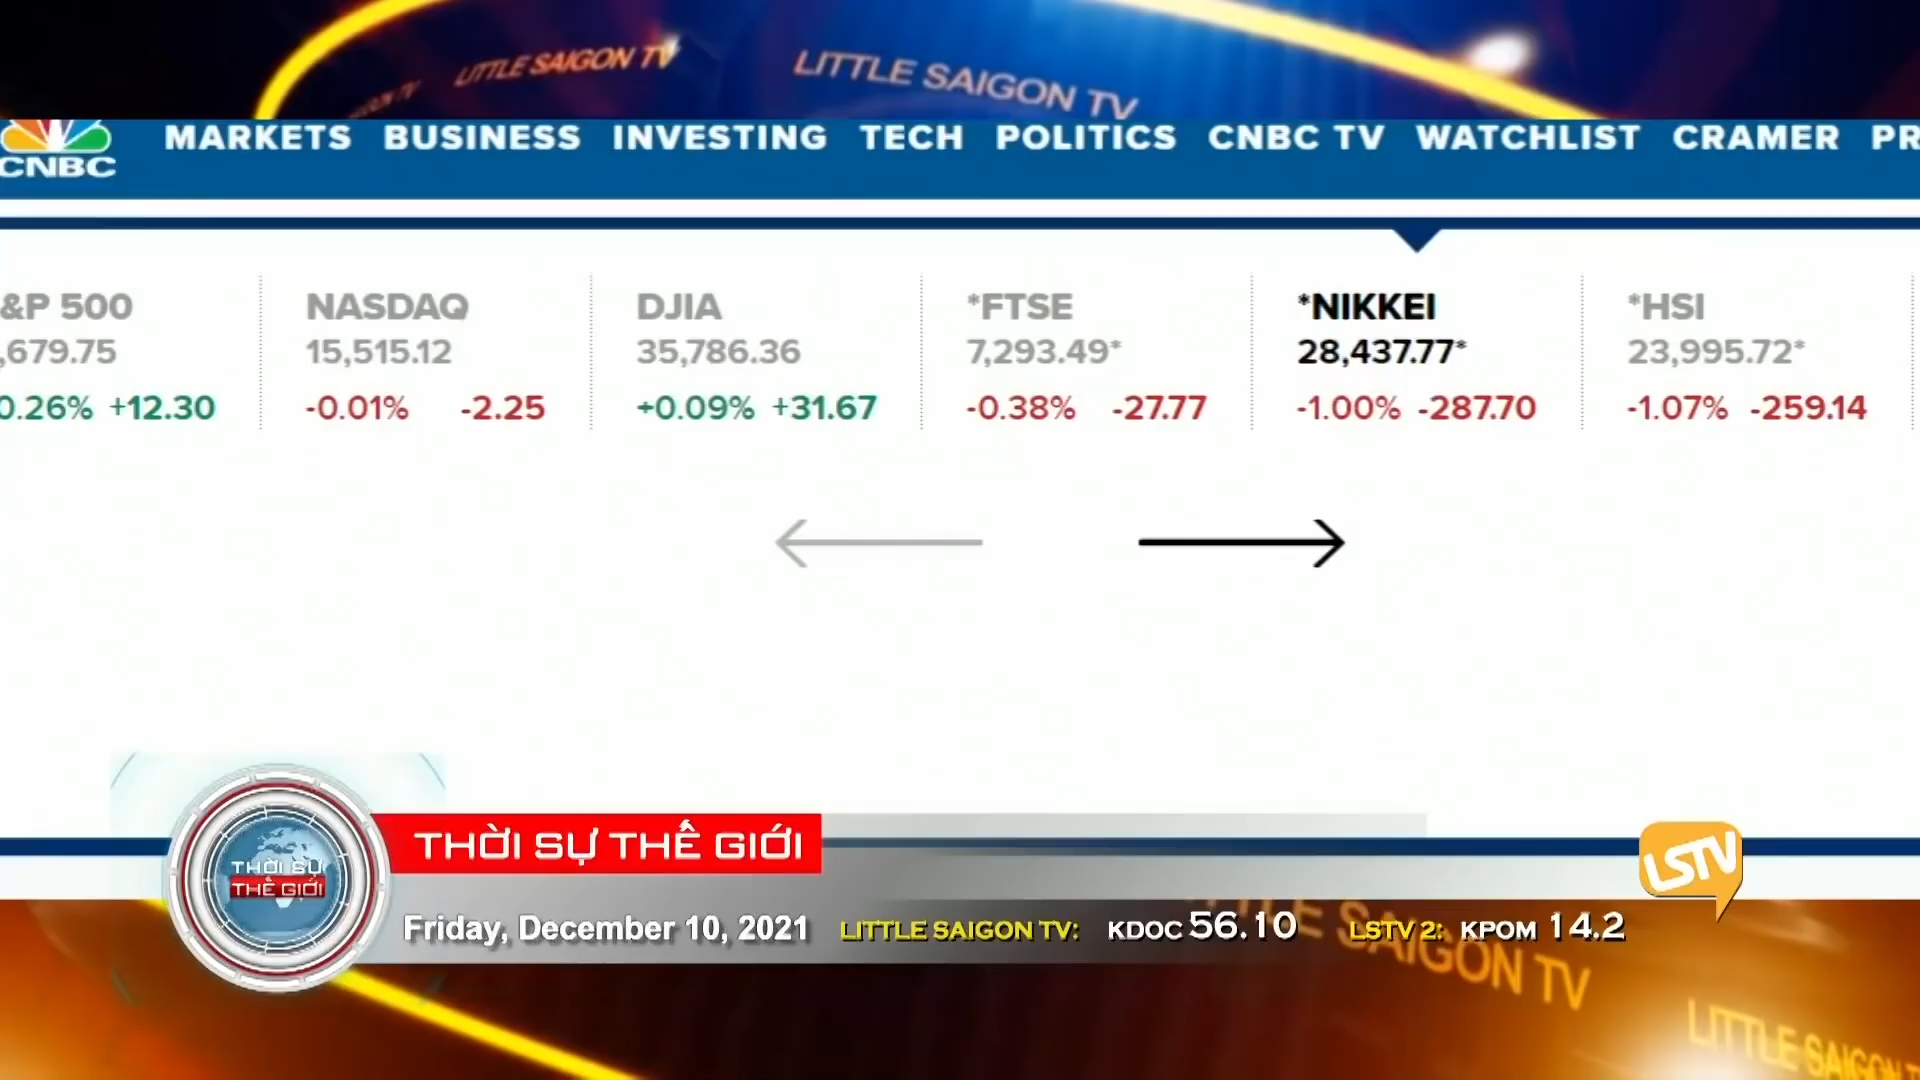 LITTLE SAIGON TV
LITTLE SAIGON TV
CNBC
MARKETS BUSINESS INVESTING TECH POLITICS CNBC TV WATCHLIST CRAMER PR
&P 500
,679.75
0.26% +12.30
NASDAQ
15,515.12
-0.01% -2.25
DJIA
35,786.36
+0.09% +31.67
*FTSE
7,293.49*
-0.38% -27.77
*NIKKEI
28,437.77*
-1.00% -287.70
*HSI
23,995.72*
-1.07% -259.14
THỜI SỰ
THẾ GIỚI
THỜI SỰ THẾ GIỚI
LSTV
Friday, December 10, 2021 LITTLE SAIGON TV: KDOC 56.10 LSTV 2: KPOM 14.2
SAIGON TV
LITTLE SAIGON T